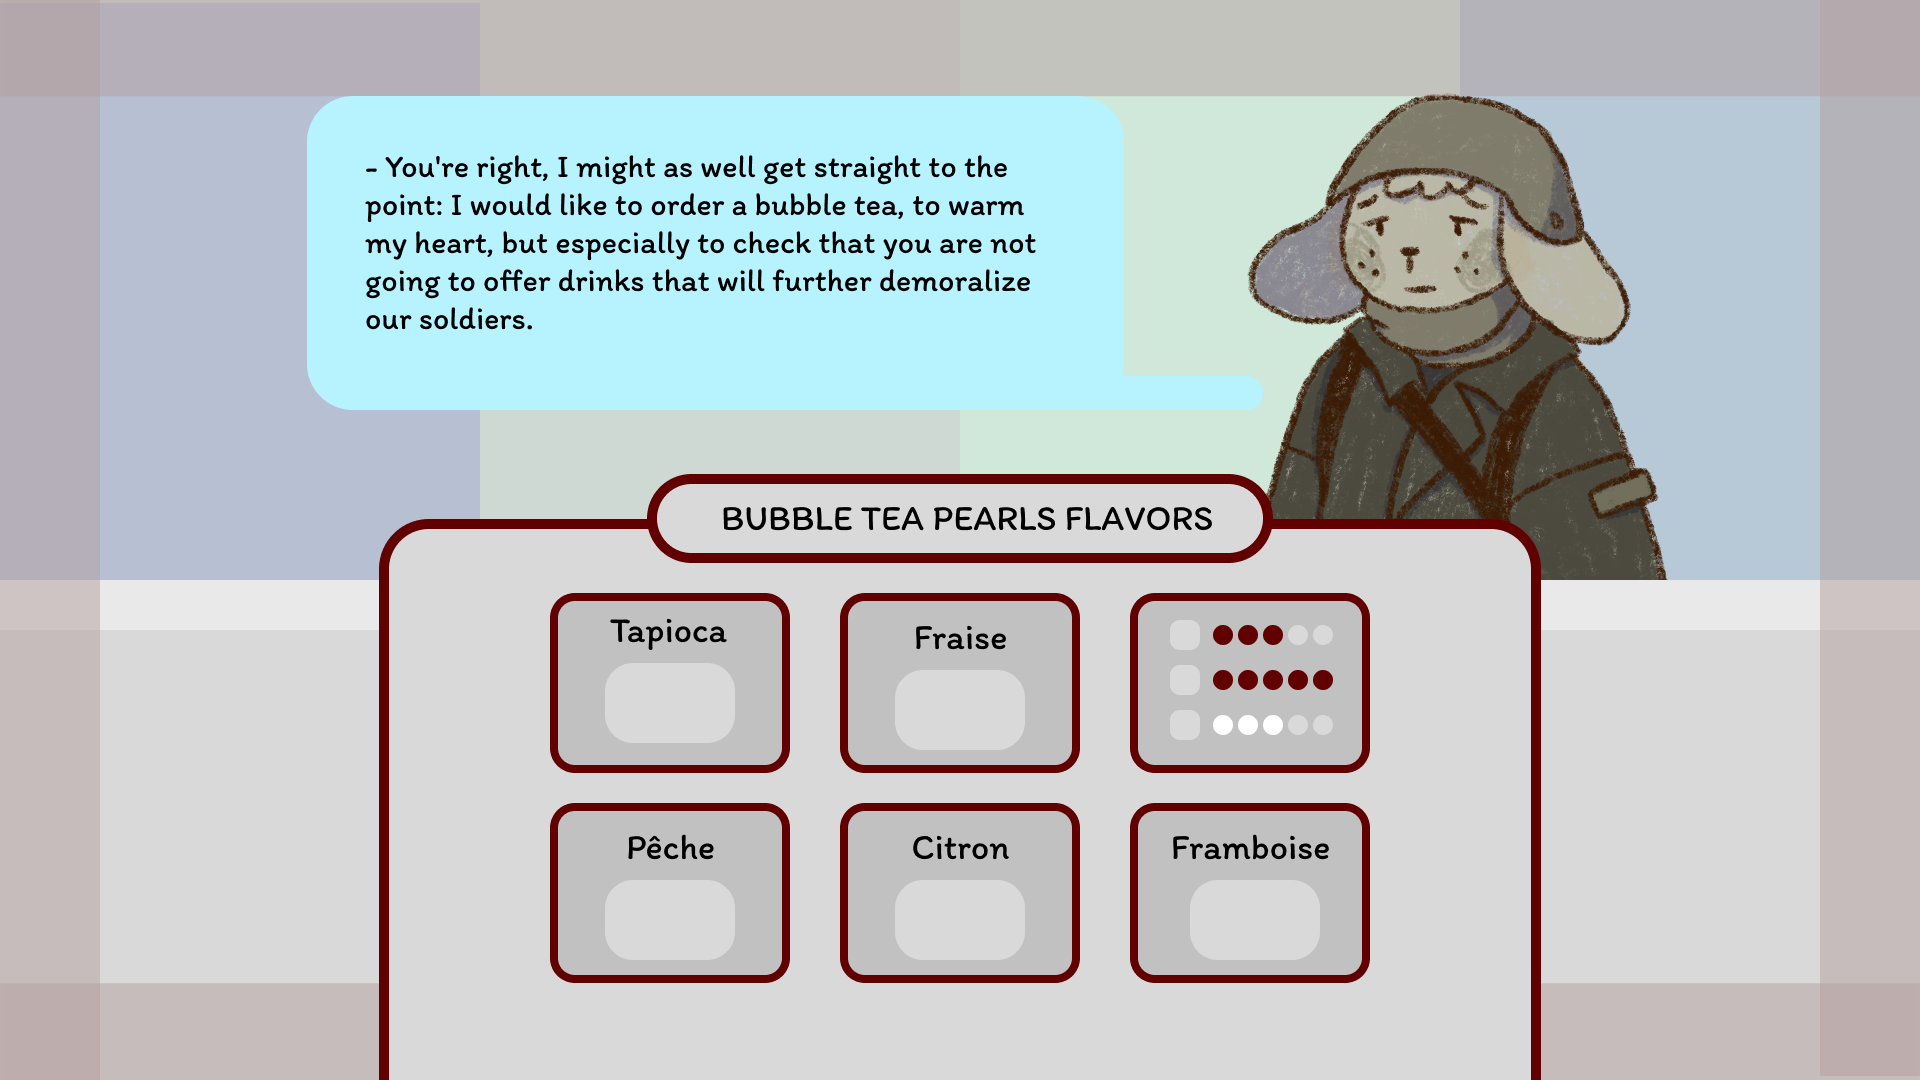 - You're right, I might as well get straight to the
point: I would like to order a bubble tea, to warm
my heart, but especially to check that you are not
going to offer drinks that will further demoralize
our soldiers.
BUBBLE TEA PEARLS FLAVORS
Tapioca
Fraise
Pêche
Citron
Framboise